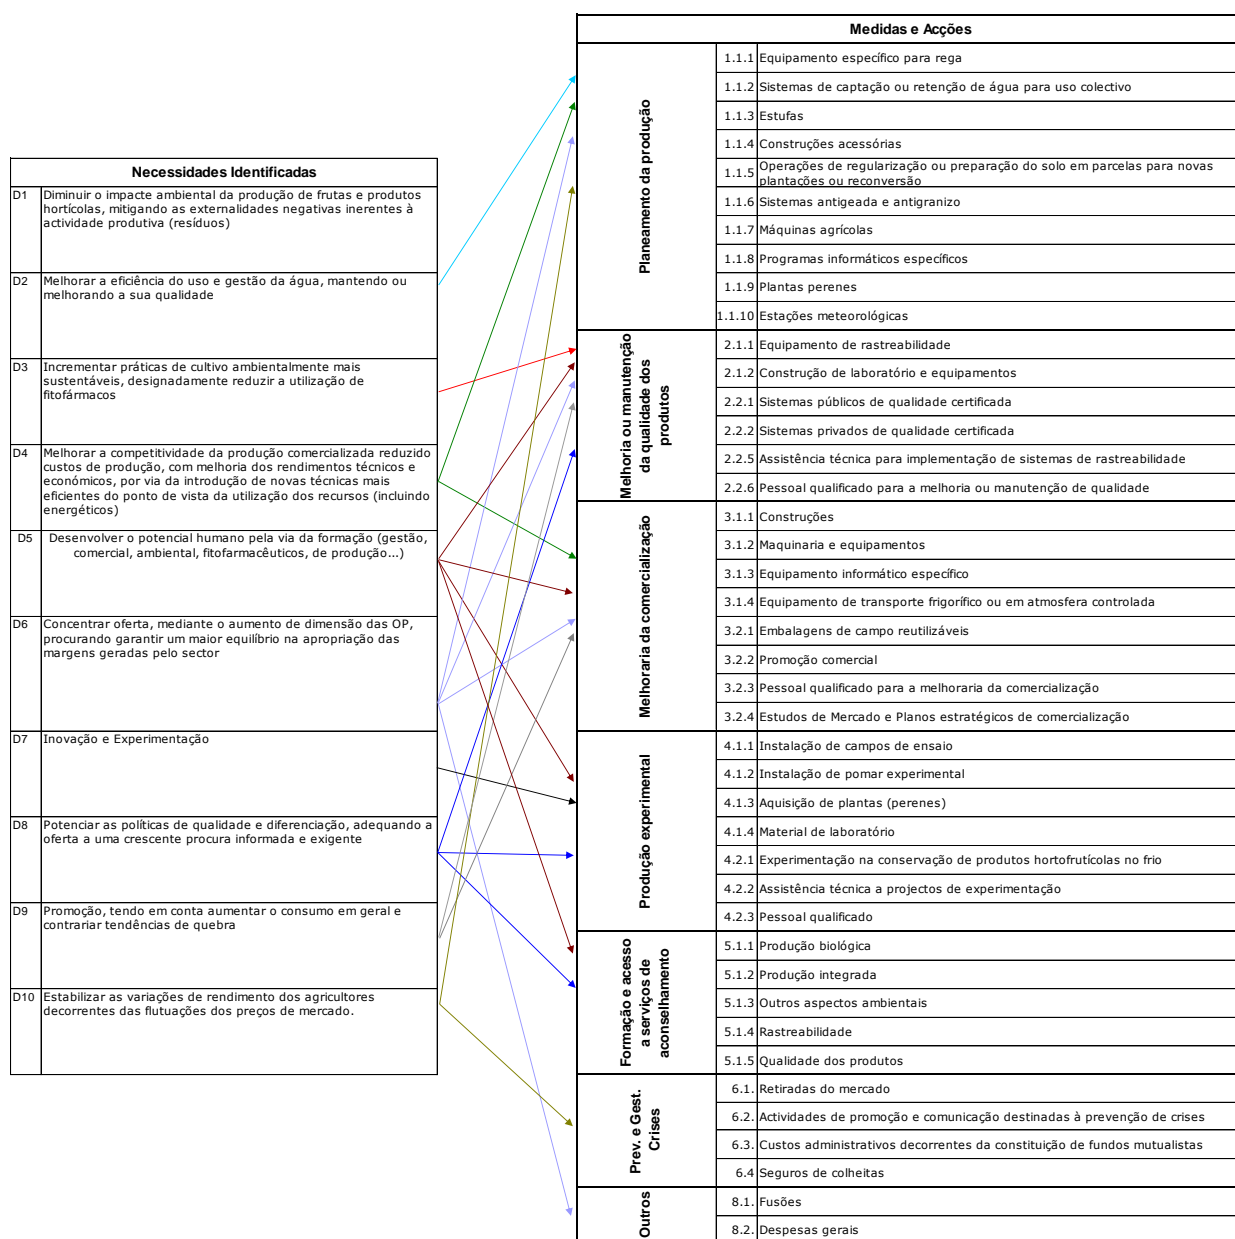 Necessidades Identificadas
D1 Diminuir o impacte ambiental da produção de frutas e produtos
hortícolas, mitigando as externalidades negativas inerentes à
actividade produtiva (resíduos)
D2 Melhorar a eficiência do uso e gestão da água, mantendo ou
melhorando a sua qualidade
D3 Incrementar práticas de cultivo ambientalmente mais
sustentáveis, designadamente reduzir a utilização de
fitofármacos
D4 Melhorar a competitividade da produção comercializada reduzido
custos de produção, com melhoria dos rendimentos técnicos e
económicos, por via da introdução de novas técnicas mais
eficientes do ponto de vista da utilização dos recursos (incluindo
energéticos)
D5 Desenvolver o potencial humano pela via da formação (gestão,
comercial, ambiental, fitofarmacêuticos, de produção...)
D6 Concentrar oferta, mediante o aumento de dimensão das OP,
procurando garantir um maior equilíbrio na apropriação das
margens geradas pelo sector
D7 Inovação e Experimentação
D8 Potenciar as políticas de qualidade e diferenciação, adequando a
oferta a uma crescente procura informada e exigente
D9 Promoção, tendo em conta aumentar o consumo em geral e
contrariar tendências de quebra
D10 Estabilizar as variações de rendimento dos agricultores
decorrentes das flutuações dos preços de mercado.
Medidas e Acções
Planeamento da produção
1.1.1 Equipamento específico para rega
1.1.2 Sistemas de captação ou retenção de água para uso colectivo
1.1.3 Estufas
1.1.4 Construções acessórias
1.1.5 Operações de regularização ou preparação do solo em parcelas para novas
plantações ou reconversão
1.1.6 Sistemas antigeada e antigranizo
1.1.7 Máquinas agrícolas
1.1.8 Programas informáticos específicos
1.1.9 Plantas perenes
1.1.10 Estações meteorológicas
Melhoria ou manutenção
da qualidade dos
produtos
2.1.1 Equipamento de rastreabilidade
2.1.2 Construção de laboratório e equipamentos
2.2.1 Sistemas públicos de qualidade certificada
2.2.2 Sistemas privados de qualidade certificada
2.2.5 Assistência técnica para implementação de sistemas de rastreabilidade
2.2.6 Pessoal qualificado para a melhoria ou manutenção de qualidade
Melhoraria da comercialização
3.1.1 Construções
3.1.2 Maquinaria e equipamentos
3.1.3 Equipamento informático específico
3.1.4 Equipamento de transporte frigorífico ou em atmosfera controlada
3.2.1 Embalagens de campo reutilizáveis
3.2.2 Promoção comercial
3.2.3 Pessoal qualificado para a melhoraria da comercialização
3.2.4 Estudos de Mercado e Planos estratégicos de comercialização
Produção experimental
4.1.1 Instalação de campos de ensaio
4.1.2 Instalação de pomar experimental
4.1.3 Aquisição de plantas (perenes)
4.1.4 Material de laboratório
4.2.1 Experimentação na conservação de produtos hortofrutícolas no frio
4.2.2 Assistência técnica a projectos de experimentação
4.2.3 Pessoal qualificado
Formação e acesso
a serviços de
aconselhamento
5.1.1 Produção biológica
5.1.2 Produção integrada
5.1.3 Outros aspectos ambientais
5.1.4 Rastreabilidade
5.1.5 Qualidade dos produtos
Prev. e Gest.
Crises
6.1. Retiradas do mercado
6.2. Actividades de promoção e comunicação destinadas à prevenção de crises
6.3. Custos administrativos decorrentes da constituição de fundos mutualistas
6.4 Seguros de colheitas
Outros
8.1. Fusões
8.2. Despesas gerais